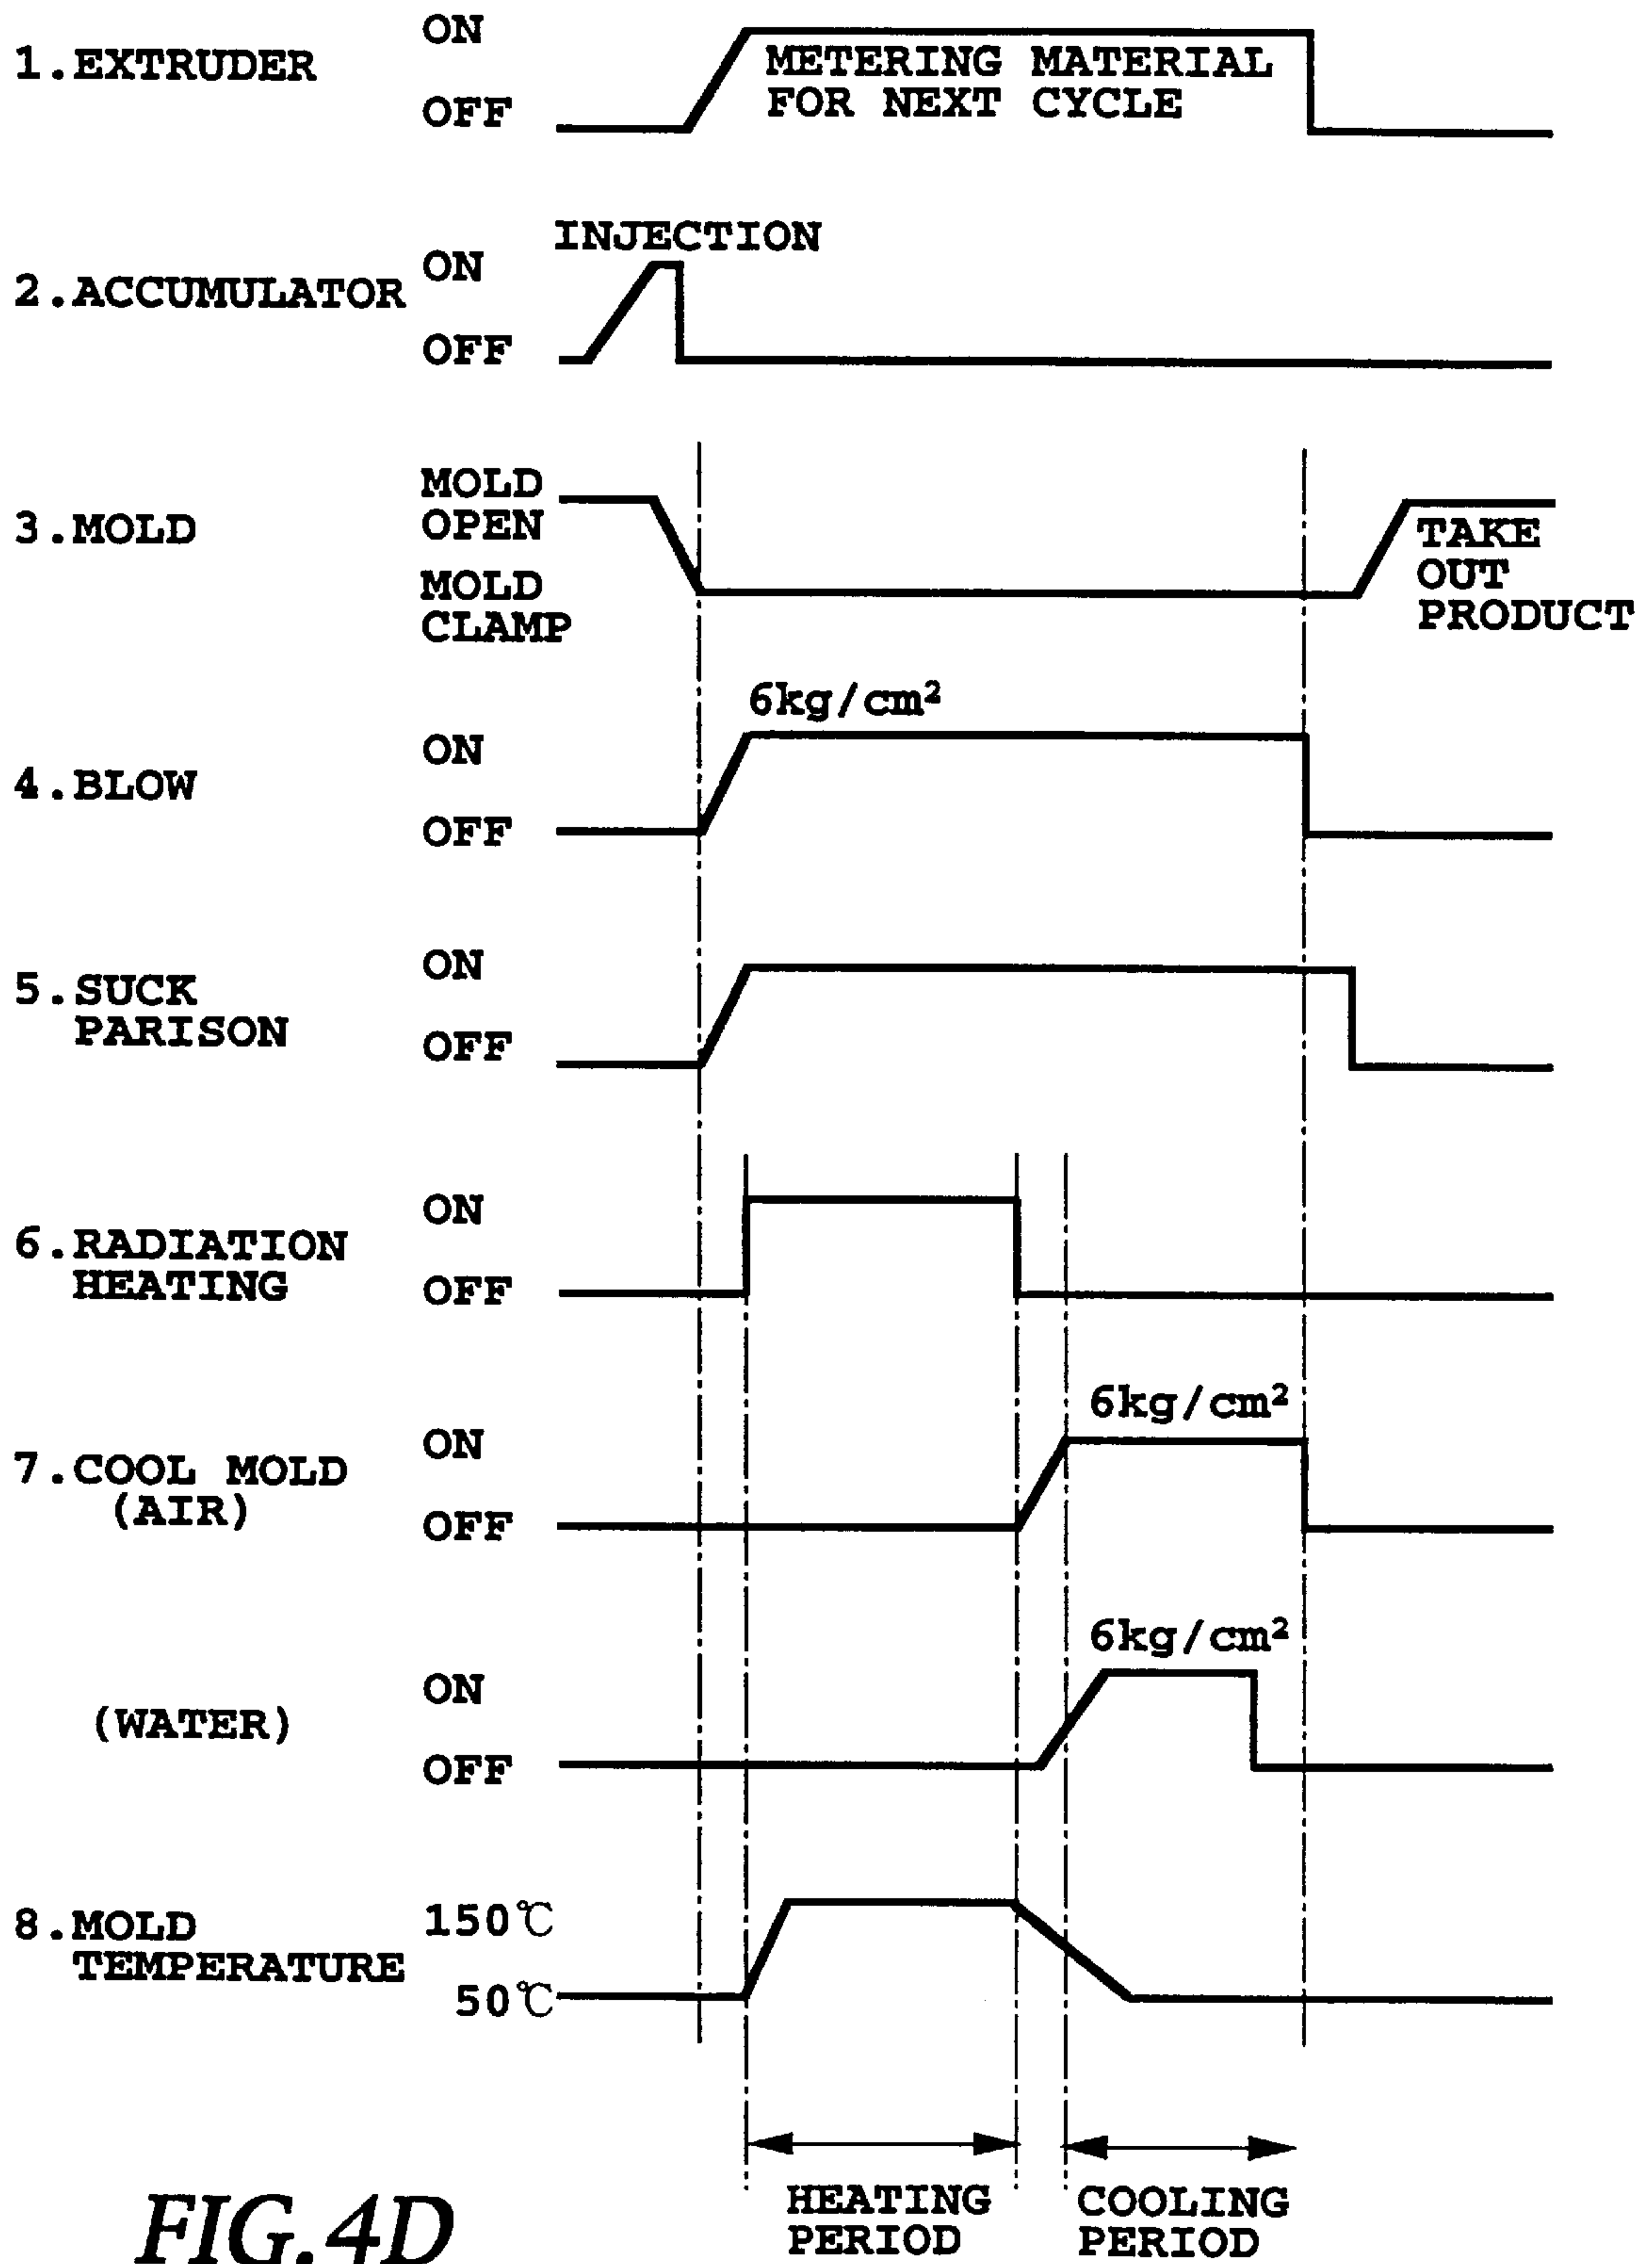 ON
1.EXTRUDER
METERING MATERIAL
FOR NEXT CYCLE
OFF
INJECTION
ON
2.ACCUMULATOR
OFF
MOLD
OPEN
3.MOLD
TAKE
OUT
PRODUCT
MOLD
CLAMP
6kg/cm²
ON
4.BLOW
OFF
ON
5.SUCK
PARISON
OFF
ON
6.RADIATION
HEATING
OFF
6kg/cm²
ON
7.COOL MOLD
(AIR)
OFF
6kg/cm²
ON
(WATER)
OFF
150℃
8.MOLD
TEMPERATURE
50℃
HEATING
PERIOD
COOLING
PERIOD
FIG.4D